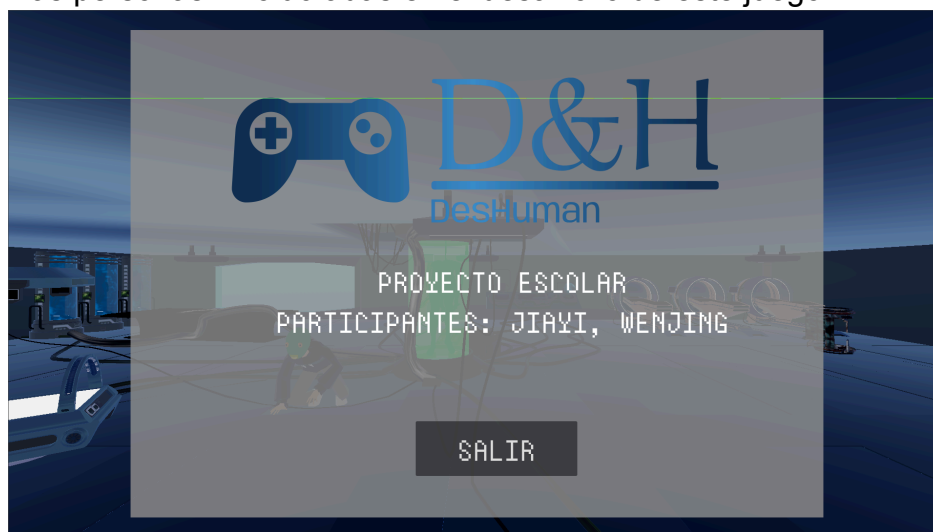 D&H
DesHuman
PROYECTO ESCOLAR
PARTICIPANTES: JIAYI, WENJING
SALIR